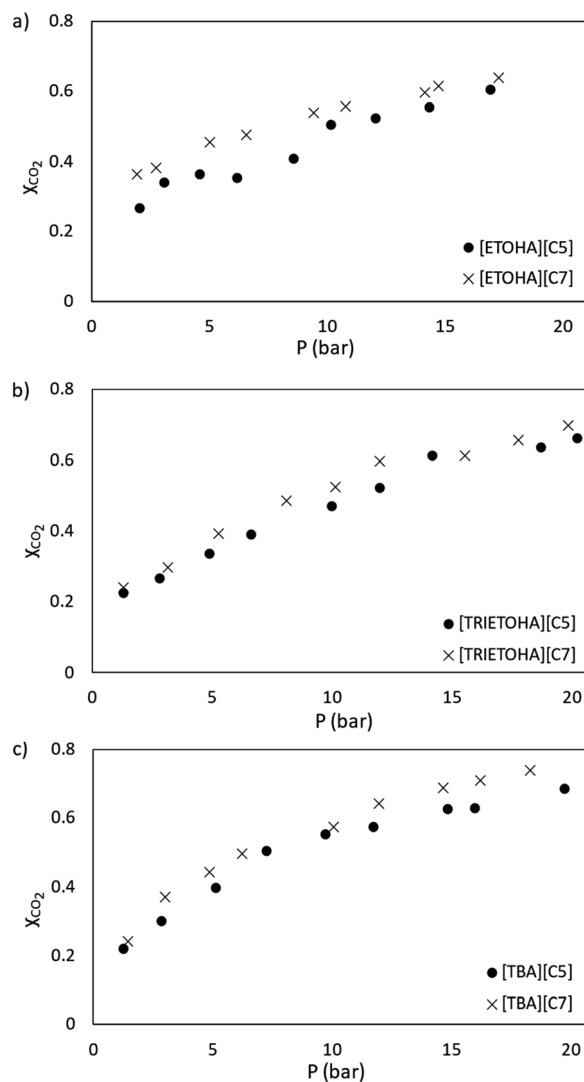 a)
0.8
0.6
0.4
0.2
0
χCO2
[ETOHA][C5]
[ETOHA][C7]
0 5 10 15 20
P (bar)
b)
0.8
0.6
0.4
0.2
0
χCO2
[TRIETOHA][C5]
[TRIETOHA][C7]
0 5 10 15 20
P (bar)
c)
0.8
0.6
0.4
0.2
0
χCO2
[TBA][C5]
[TBA][C7]
0 5 10 15 20
P (bar)